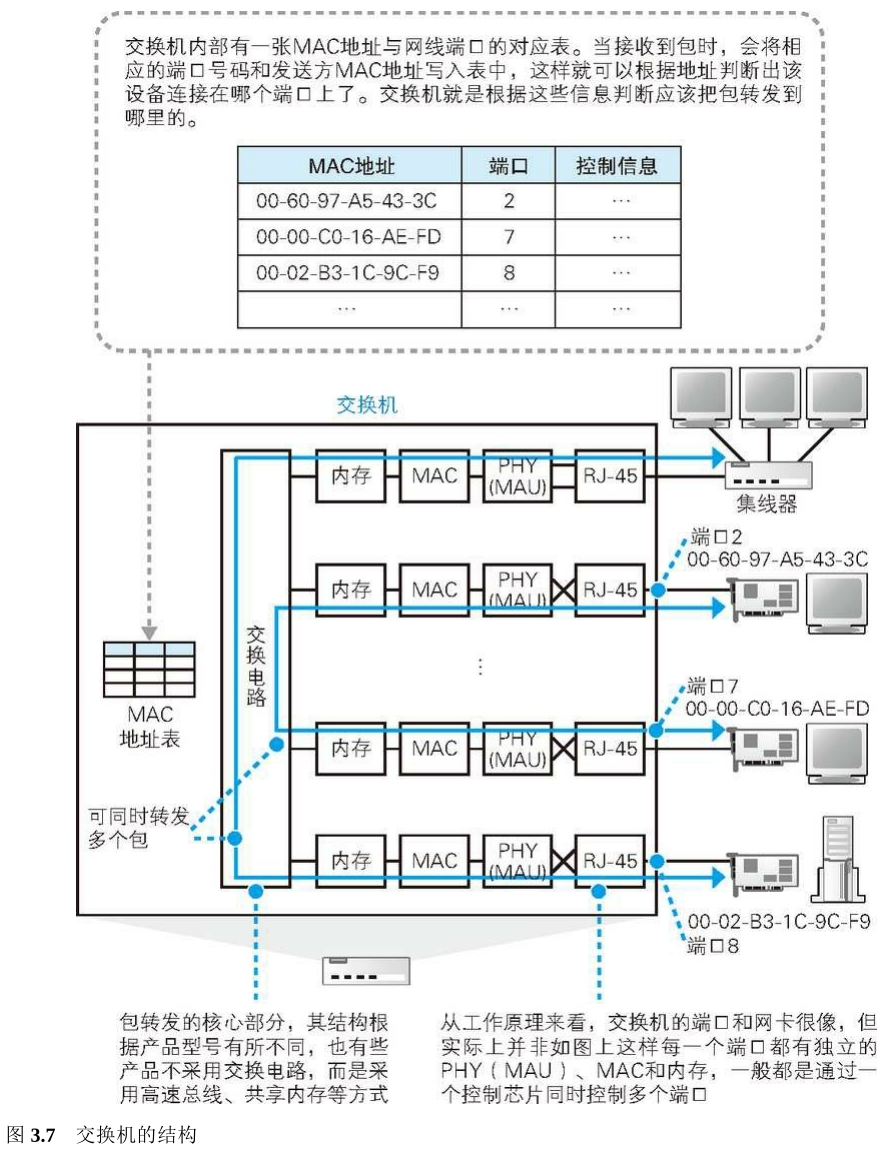 交换机内部有一张MAC地址与网线端口的对应表。当接收到包时，会将相
应的端口号码和发送方MAC地址写入表中，这样就可以根据地址判断出该
设备连接在哪个端口上了。交换机就是根据这些信息判断应该把包转发到
哪里的。
MAC地址 端口 控制信息
00-60-97-A5-43-3C 2 …
00-00-C0-16-AE-FD 7 …
00-02-B3-1C-9C-F9 8 …
… … …
交换机
内存 MAC PHY (MAU) RJ-45
集线器
端口2
00-60-97-A5-43-3C
内存 MAC PHY (MAU) RJ-45
交换电路
…
MAC
地址表
端口7
00-00-C0-16-AE-FD
内存 MAC PHY (MAU) RJ-45
可同时转发
多个包
内存 MAC PHY (MAU) RJ-45
00-02-B3-1C-9C-F9
端口8
包转发的核心部分，其结构根
据产品型号有所不同，也有些
产品不采用交换电路，而是采
用高速总线、共享内存等方式
从工作原理来看，交换机的端口和网卡很像，但
实际上并非如图上这样每一个端口都有独立的
PHY（MAU）、MAC和内存，一般都是通过一
个控制芯片同时控制多个端口
图 3.7 交换机的结构